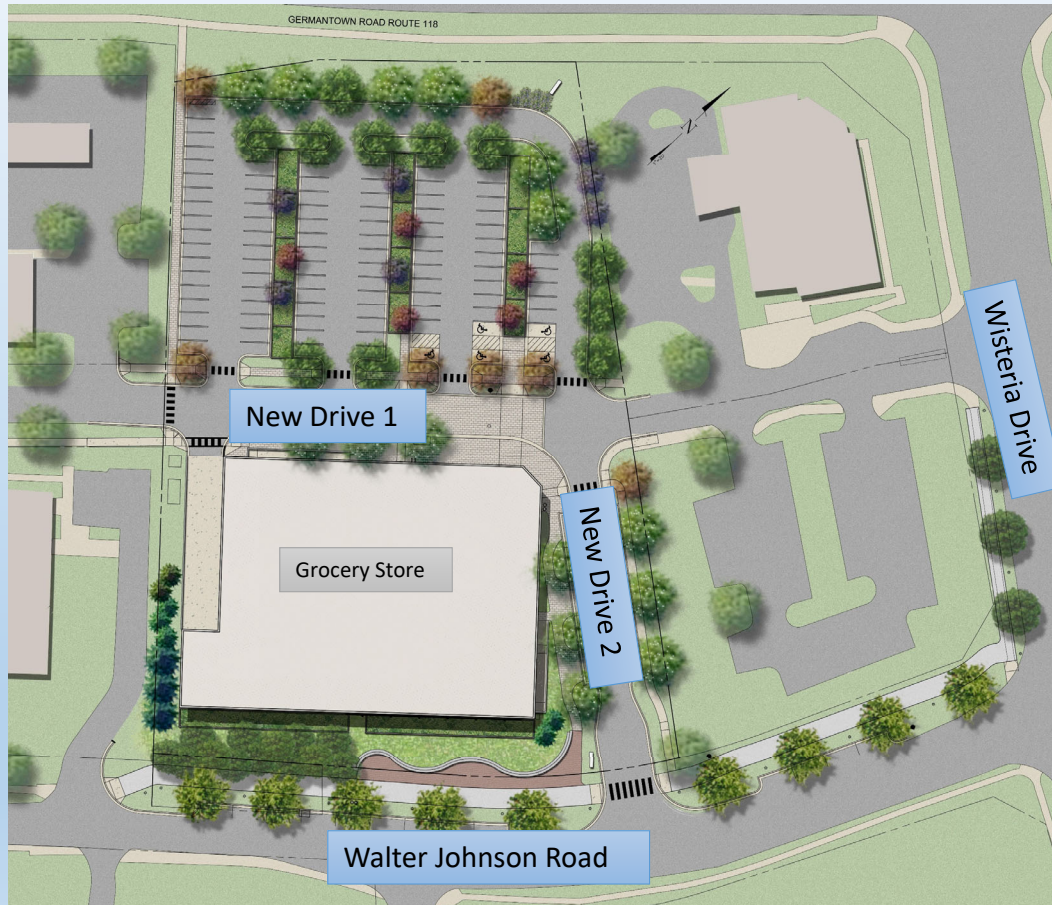 GERMANTOWN ROAD ROUTE 118
N
Wisteria Drive
New Drive 1
New Drive 2
Grocery Store
Walter Johnson Road